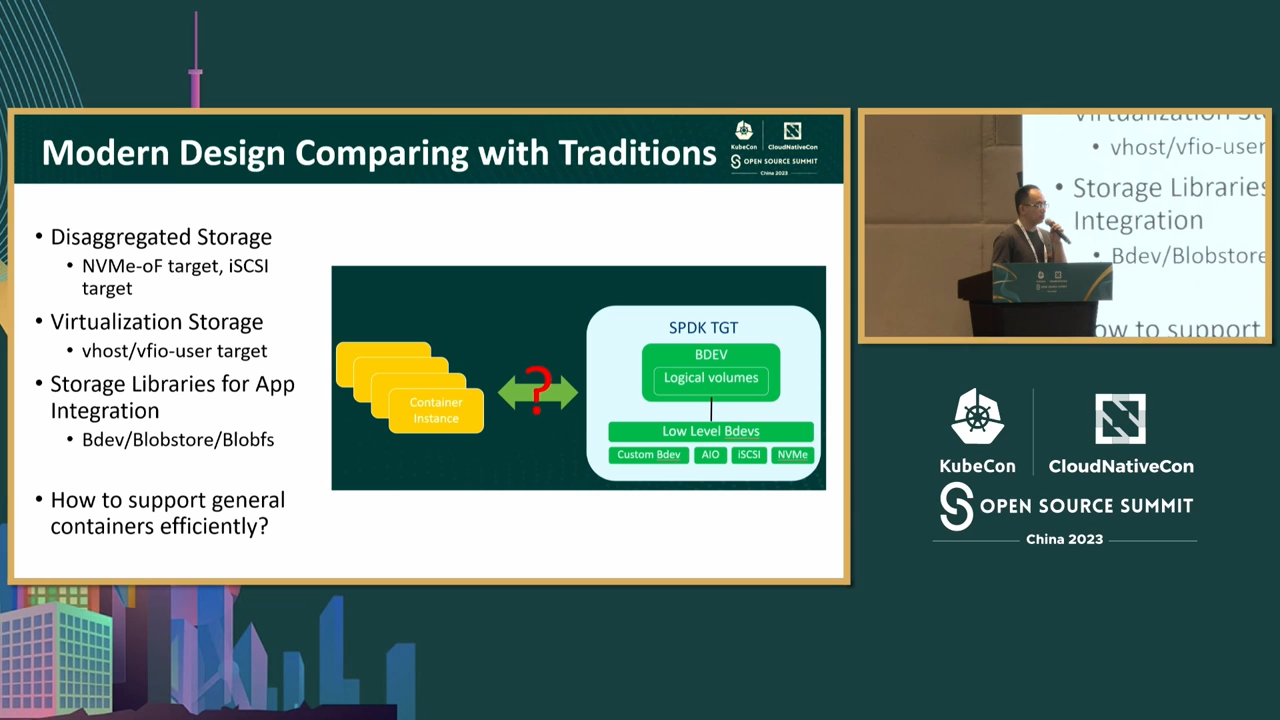 Modern Design Comparing with Traditions
KubeCon
CloudNativeCon
OPEN SOURCE SUMMIT
China 2023
• Disaggregated Storage
• NVMe-oF target, iSCSI
target
• Virtualization Storage
• vhost/vfio-user target
• Storage Libraries for App
Integration
• Bdev/Blobstore/Blobfs
• How to support general
containers efficiently?
Container
Instance
?
SPDK TGT
BDEV
Logical volumes
Low Level Bdevs
Custom Bdev
AIO
iSCSI
NVMe
• vhost/vfio-user
• Storage Libraries
Integration
• Bdev/Blobstore
ow to support
KubeCon
CloudNativeCon
OPEN SOURCE SUMMIT
China 2023